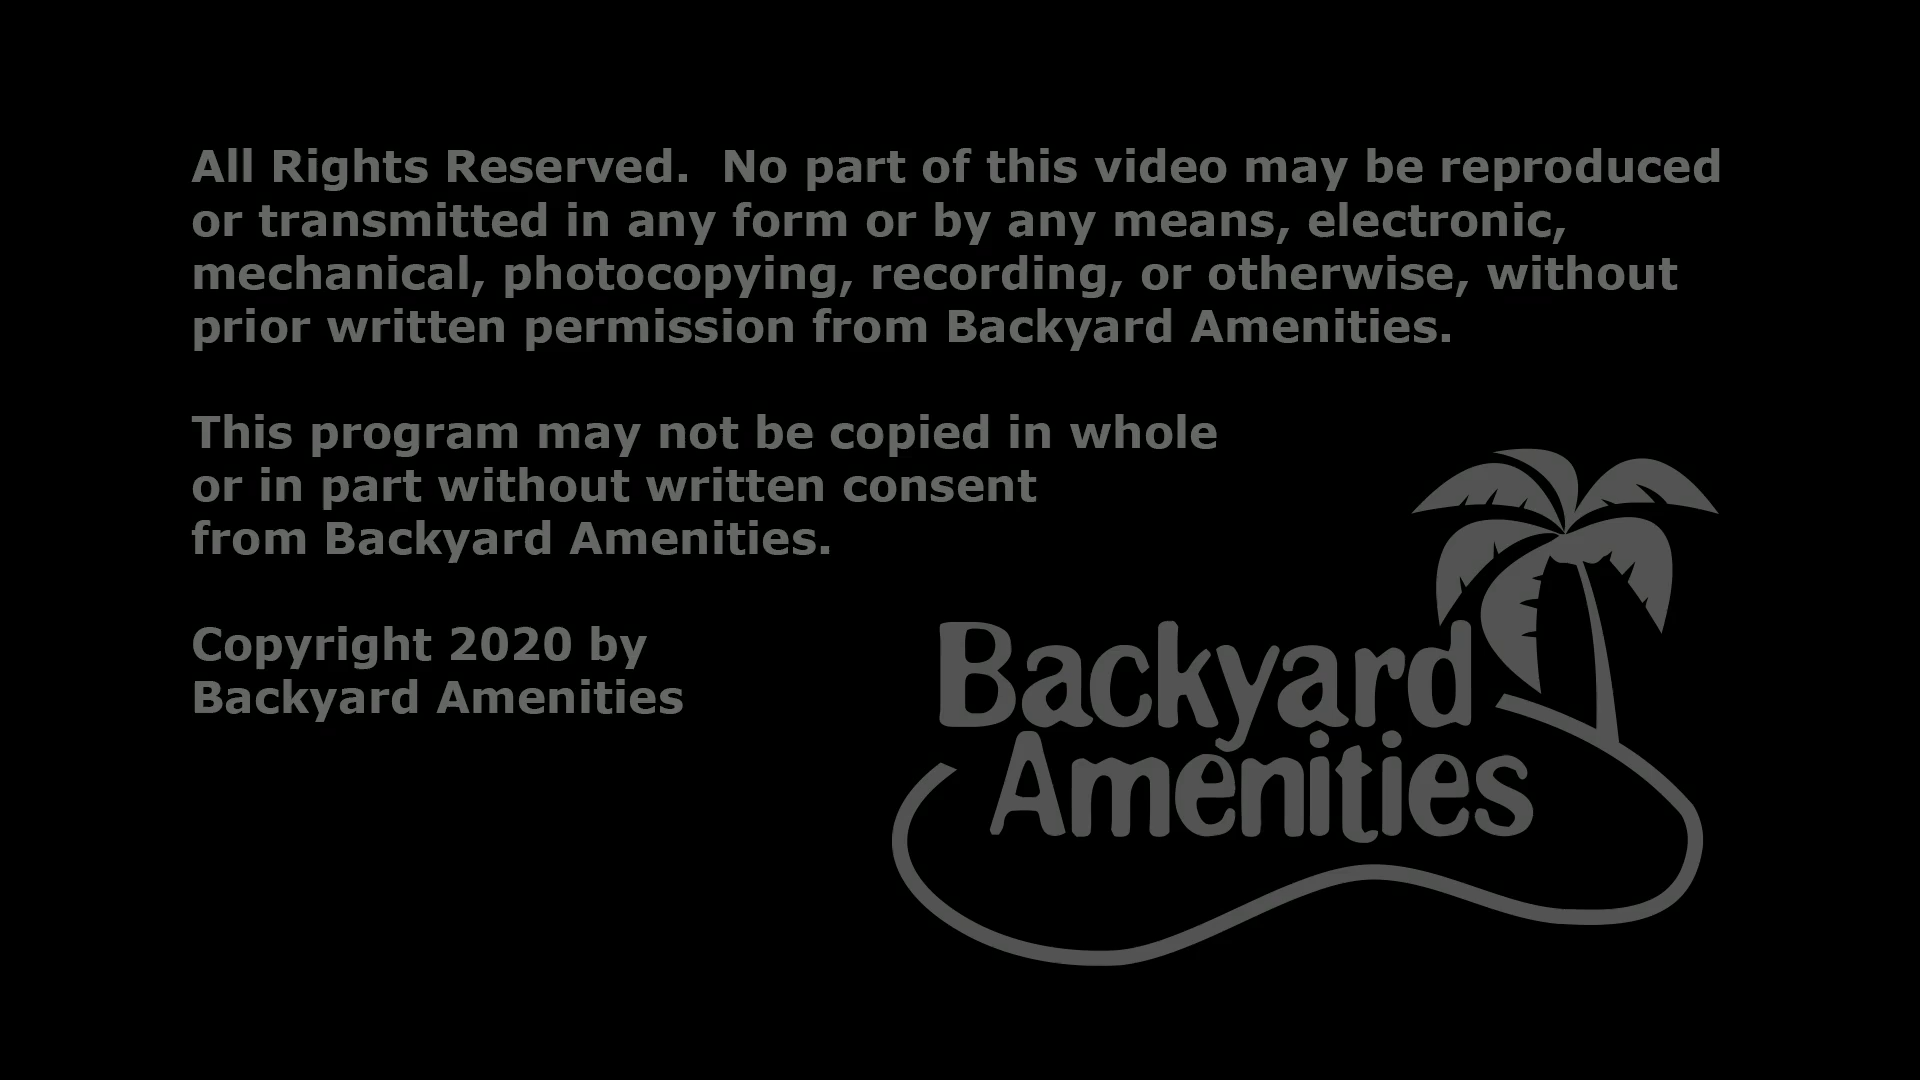 All Rights Reserved.  No part of this video may be reproduced
or transmitted in any form or by any means, electronic,
mechanical, photocopying, recording, or otherwise, without
prior written permission from Backyard Amenities.
This program may not be copied in whole
or in part without written consent
from Backyard Amenities.
Copyright 2020 by
Backyard Amenities
Backyard
Amenities